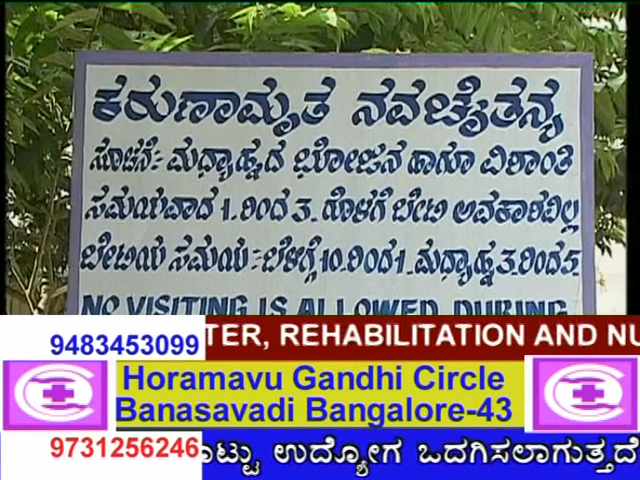 ಕರುಣಾಮೃತ ನವಚೈತನ್ಯ
ಸೂಚನೆ:- ಮಧ್ಯಾಹ್ನದ ಭೋಜನ ಹಾಗೂ ವಿಶ್ರಾಂತಿ
ಸಮಯವಾದ 1. ರಿಂದ 3. ಗೊಳಗೆ ಬೇಟಿ ಅವಕಾಶವಿಲ್ಲ
ಬೇಟಿಯ ಸಮಯ:- ಬೆಳಿಗ್ಗೆ 10. ರಿಂದ 1. ಮಧ್ಯಾಹ್ನ 3. ರಿಂದ 5
NO VISITING IS ALLOWED DURING
9483453099
TER, REHABILITATION AND NU
Horamavu Gandhi Circle
Banasavadi Bangalore-43
9731256246
ಉದ್ಯೋಗ ಒದಗಿಸಲಾಗುತ್ತದೆ